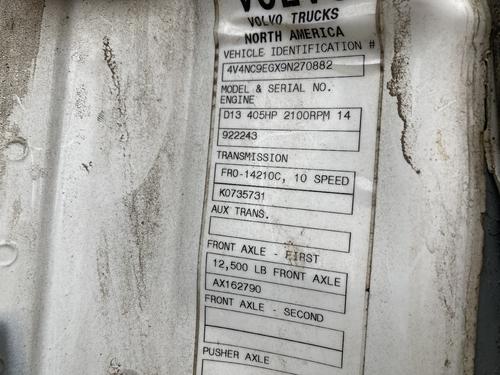 VOLVO
VOLVO TRUCKS
NORTH AMERICA
VEHICLE IDENTIFICATION #
4V4NC9EGX9N270882
MODEL & SERIAL NO.
ENGINE
D13 405HP 2100RPM 14
922243
TRANSMISSION
FRO-14210C, 10 SPEED
K0735731
AUX TRANS.
FRONT AXLE - FIRST
12,500 LB FRONT AXLE
AX162790
FRONT AXLE - SECOND
PUSHER AXLE